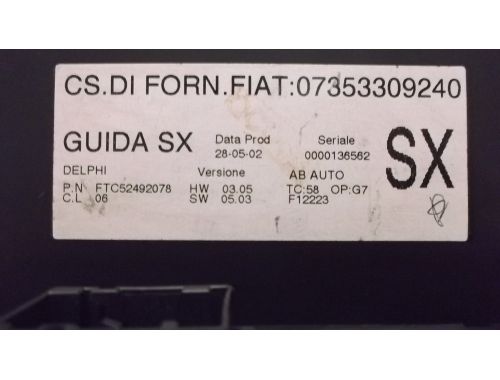 CS.DI FORN.FIAT:07353309240
GUIDA SX Data Prod Seriale SX
28-05-02 0000136562
DELPHI Versione AB AUTO
P.N FTC52492078 HW 03.05 TC:58 OP:G7
C.L 06 SW 05.03 F12223